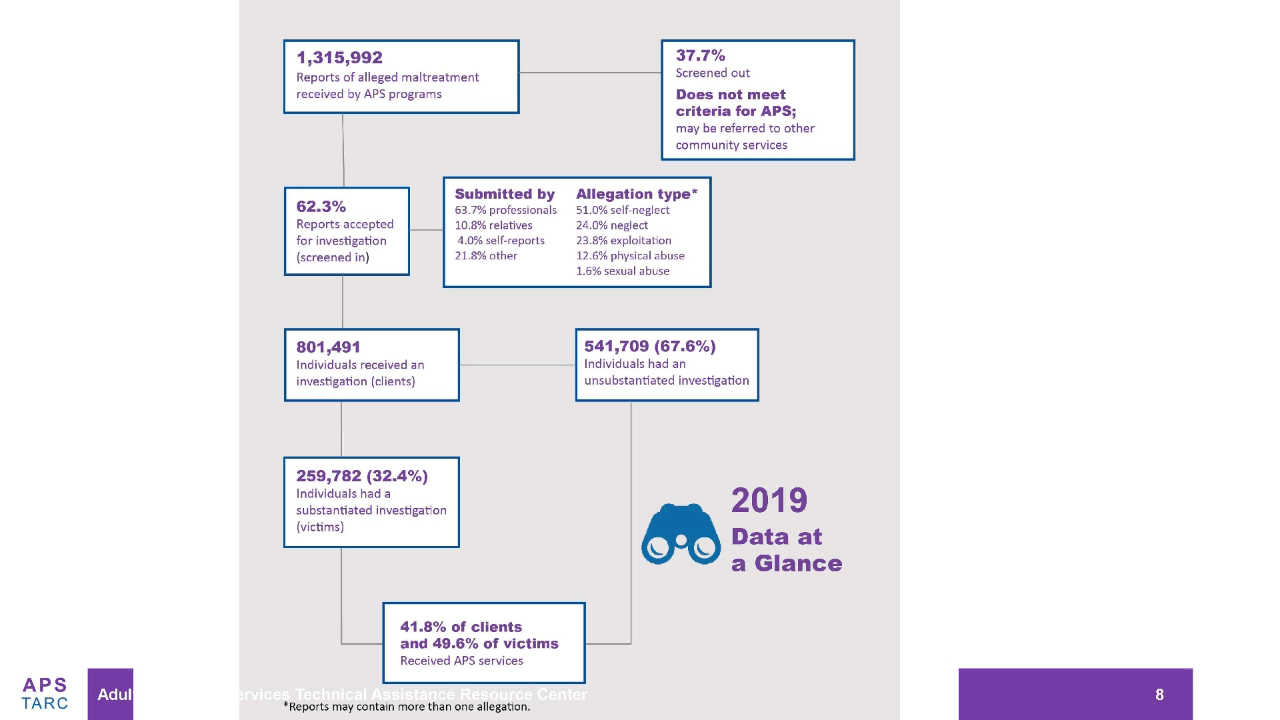 1,315,992
Reports of alleged maltreatment
received by APS programs
37.7%
Screened out
Does not meet
criteria for APS;
may be referred to other
community services
62.3%
Reports accepted
for investigation
(screened in)
Submitted by
63.7% professionals
10.8% relatives
4.0% self-reports
21.8% other
Allegation type*
51.0% self-neglect
24.0% neglect
23.8% exploitation
12.6% physical abuse
1.6% sexual abuse
801,491
Individuals received an
investigation (clients)
541,709 (67.6%)
Individuals had an
unsubstantiated investigation
259,782 (32.4%)
Individuals had a
substantiated investigation
(victims)
2019
Data at
a Glance
41.8% of clients
and 49.6% of victims
Received APS services
APS
TARC
Technical Assistance Resource Center
8
*Reports may contain more than one allegation.